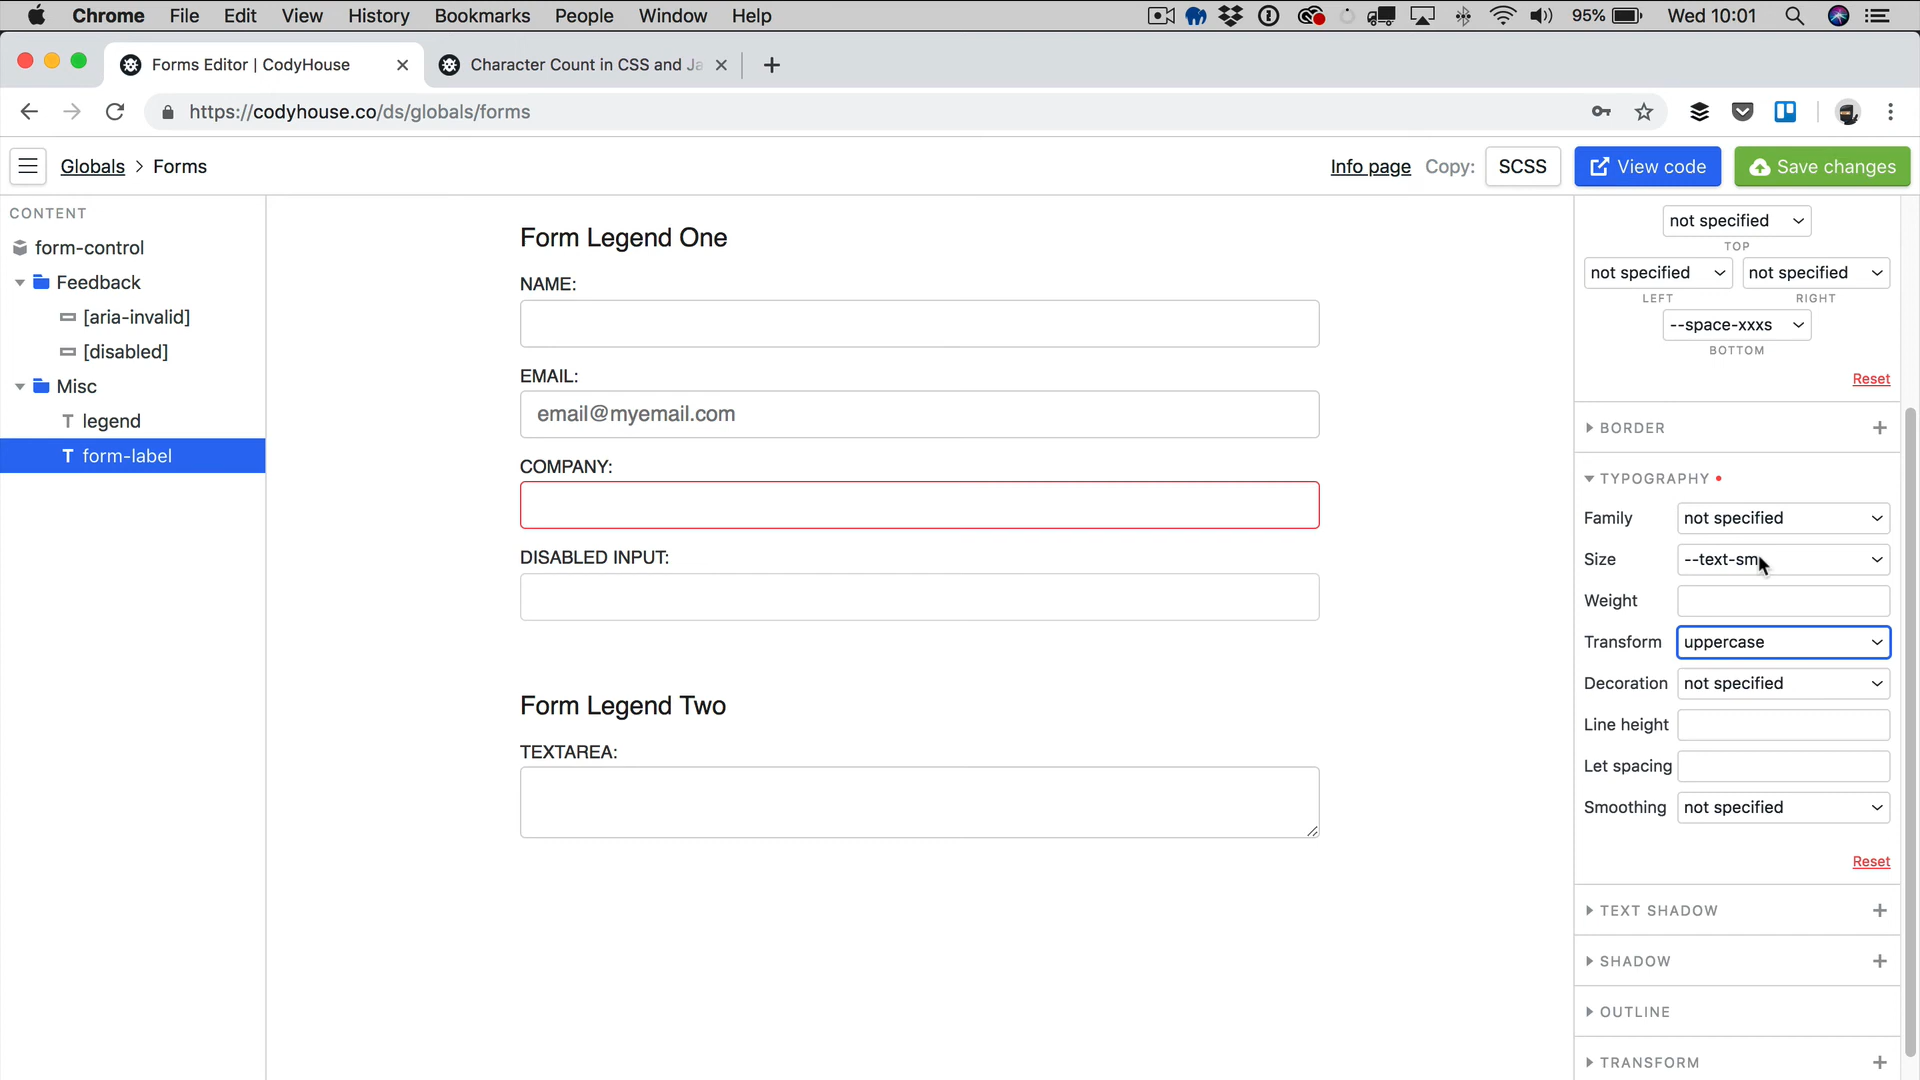 Chrome File Edit View History Bookmarks People Window Help 95% Wed 10:01
Forms Editor | CodyHouse
Character Count in CSS and Ja
https://codyhouse.co/ds/globals/forms
Globals > Forms
Info page Copy: SCSS View code Save changes
CONTENT
form-control
Feedback
[aria-invalid]
[disabled]
Misc
T legend
T form-label
Form Legend One
NAME:
EMAIL:
email@myemail.com
COMPANY:
DISABLED INPUT:
Form Legend Two
TEXTAREA:
not specified
TOP
not specified not specified
LEFT RIGHT
--space-xxxs
BOTTOM
Reset
BORDER +
TYPOGRAPHY
Family not specified
Size --text-sm
Weight
Transform uppercase
Decoration not specified
Line height
Let spacing
Smoothing not specified
Reset
TEXT SHADOW +
SHADOW +
OUTLINE
TRANSFORM +